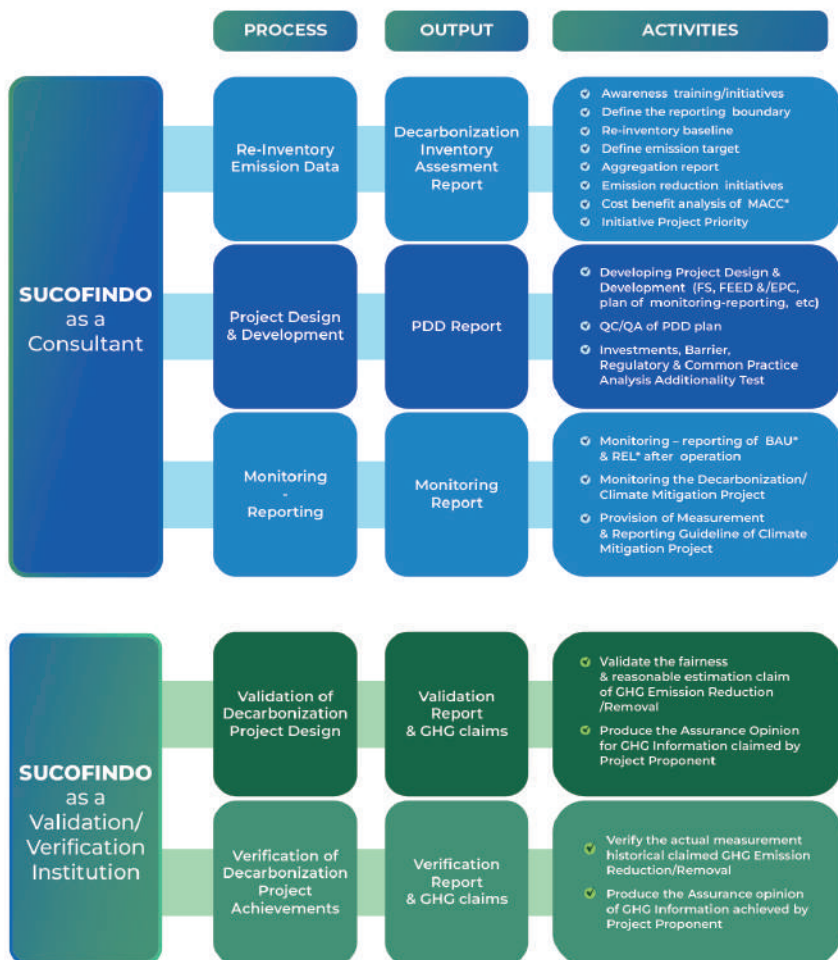 PROCESS
OUTPUT
ACTIVITIES
SUCOFINDO
as a
Consultant
Re-Inventory
Emission Data
Decarbonization
Inventory
Assesment
Report
Awareness training/initiatives
Define the reporting boundary
Re-inventory baseline
Define emission target
Aggregation report
Emission reduction initiatives
Cost benefit analysis of MACC*
Initiative Project Priority
Project Design
& Development
PDD Report
Developing Project Design &
Development (FS, FEED &/EPC,
plan of monitoring-reporting, etc)
QC/QA of PDD plan
Investments, Barrier,
Regulatory & Common Practice
Analysis Additionality Test
Monitoring
-
Reporting
Monitoring
Report
Monitoring – reporting of BAU*
& REL* after operation
Monitoring the Decarbonization/
Climate Mitigation Project
Provision of Measurement
& Reporting Guideline of Climate
Mitigation Project
SUCOFINDO
as a
Validation/
Verification
Institution
Validation of
Decarbonization
Project Design
Validation
Report
& GHG claims
Validate the fairness
& reasonable estimation claim
of GHG Emission Reduction
/Removal
Produce the Assurance Opinion
for GHG Information claimed by
Project Proponent
Verification of
Decarbonization
Project
Achievements
Verification
Report
& GHG claims
Verify the actual measurement
historical claimed GHG Emission
Reduction/Removal
Produce the Assurance opinion
of GHG Information achieved by
Project Proponent